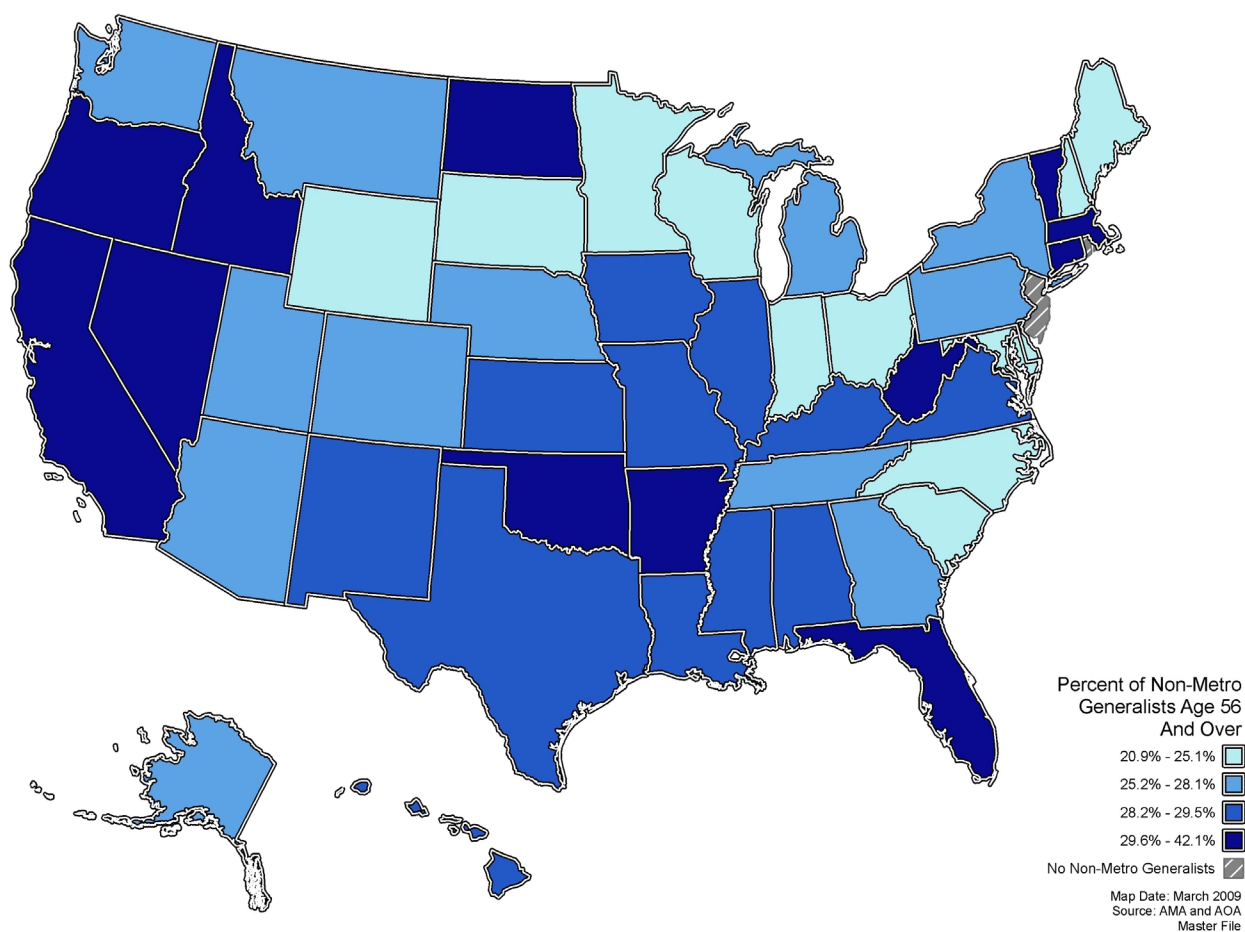 Percent of Non-Metro
Generalists Age 56
And Over
20.9% - 25.1%
25.2% - 28.1%
28.2% - 29.5%
29.6% - 42.1%
No Non-Metro Generalists
Map Date: March 2009
Source: AMA and AOA
Master File